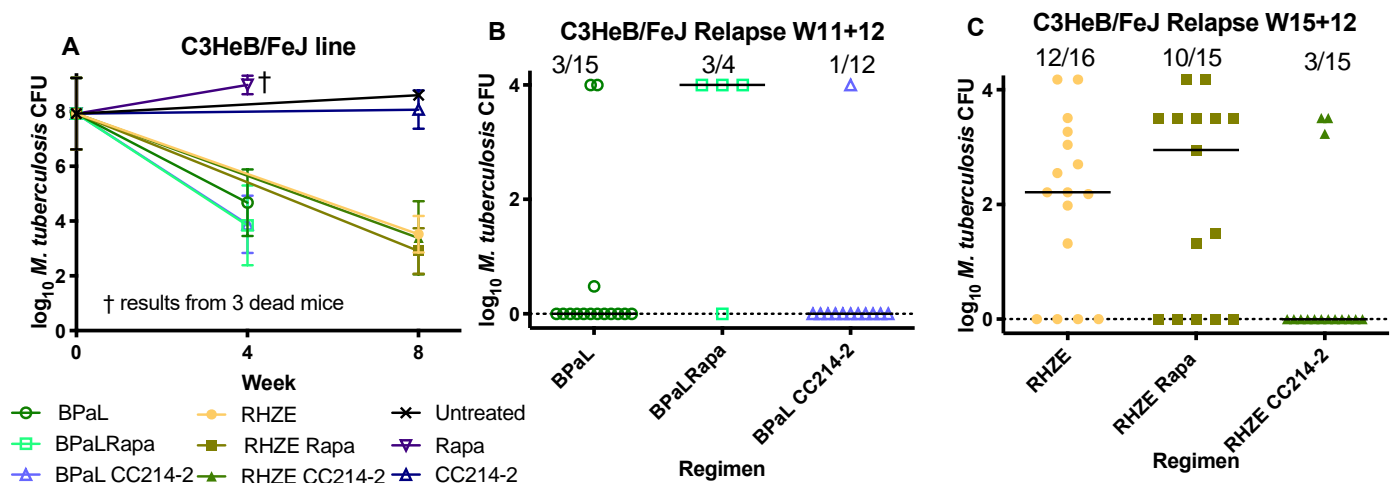 A
C3HeB/FeJ line
log10 M. tuberculosis CFU
10
8
6
4
2
0
†
† results from 3 dead mice
0
4
8
Week
BPaL
RHZE
Untreated
BPaLRapa
RHZE Rapa
Rapa
BPaL CC214-2
RHZE CC214-2
CC214-2
B
C3HeB/FeJ Relapse W11+12
3/15
3/4
1/12
log10 M. tuberculosis CFU
4
2
0
BPaL
BPaLRapa
BPaL CC214-2
Regimen
C
C3HeB/FeJ Relapse W15+12
12/16
10/15
3/15
log10 M. tuberculosis CFU
4
2
0
RHZE
RHZE Rapa
RHZE CC214-2
Regimen